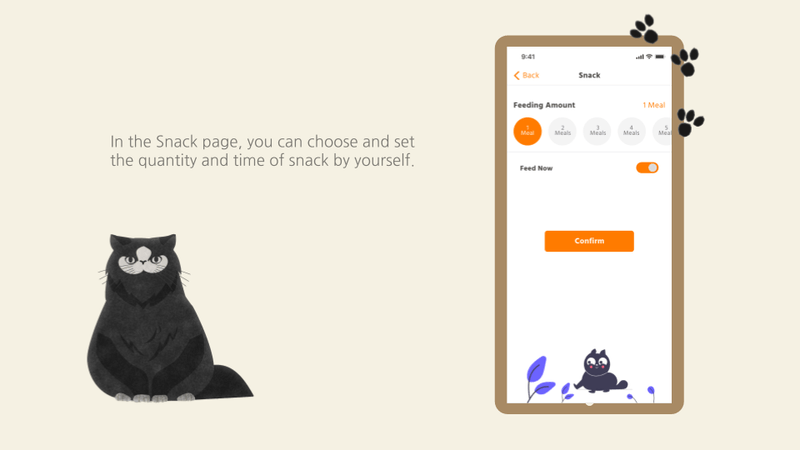 In the Snack page, you can choose and set
the quantity and time of snack by yourself.
9:41
Back
Snack
Feeding Amount
1 Meal
1
Meal
2
Meals
3
Meals
4
Meals
5
Meals
Feed Now
Confirm